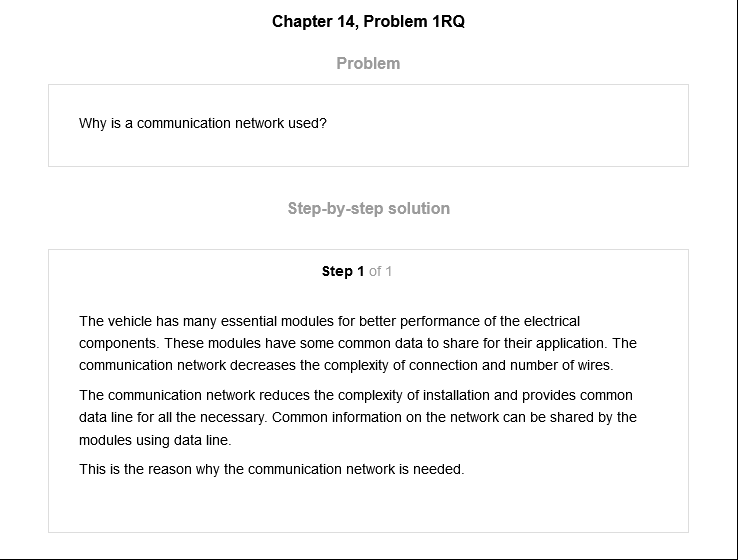 Chapter 14, Problem 1RQ
Problem
Why is a communication network used?
Step-by-step solution
Step 1 of 1
The vehicle has many essential modules for better performance of the electrical
components. These modules have some common data to share for their application. The
communication network decreases the complexity of connection and number of wires.
The communication network reduces the complexity of installation and provides common
data line for all the necessary. Common information on the network can be shared by the
modules using data line.
This is the reason why the communication network is needed.